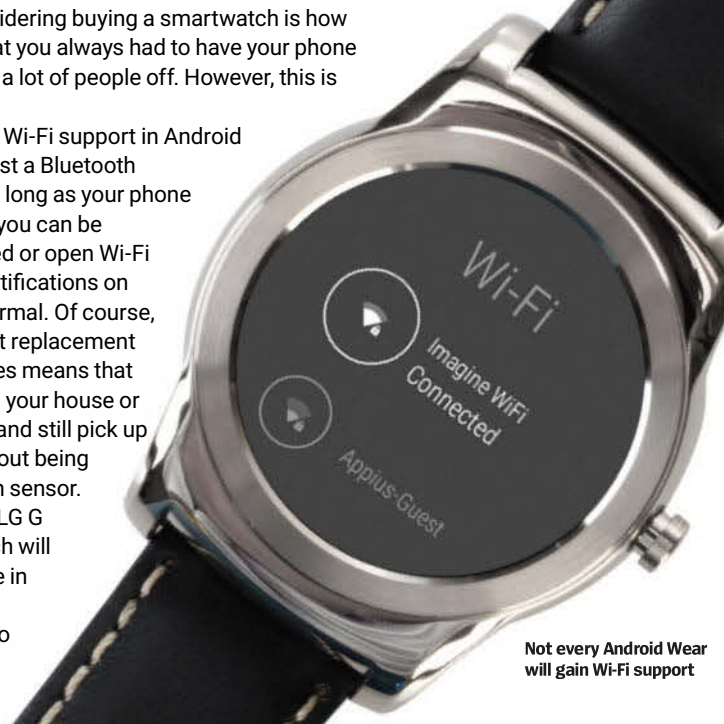 idering buying a smartwatch is how
at you always had to have your phone
a lot of people off. However, this is
Wi-Fi support in Android
st a Bluetooth
long as your phone
you can be
ed or open Wi-Fi
tifications on
rmal. Of course,
t replacement
es means that
your house or
and still pick up
out being
n sensor.
LG G
ch will
e in
o
Wi-Fi
Imagine WiFi
Connected
Appius-Guest
Not every Android Wear
will gain Wi-Fi support